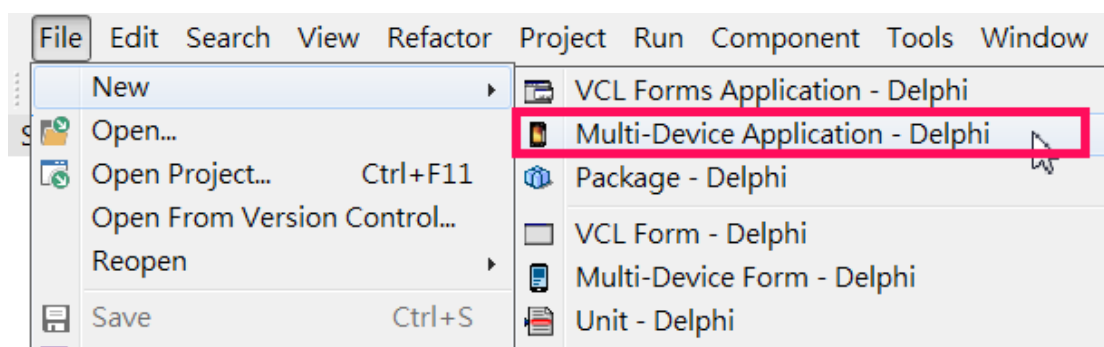 File Edit Search View Refactor Project Run Component Tools Window
New
Open...
Open Project... Ctrl+F11
Open From Version Control...
Reopen
Save Ctrl+S
VCL Forms Application - Delphi
Multi-Device Application - Delphi
Package - Delphi
VCL Form - Delphi
Multi-Device Form - Delphi
Unit - Delphi